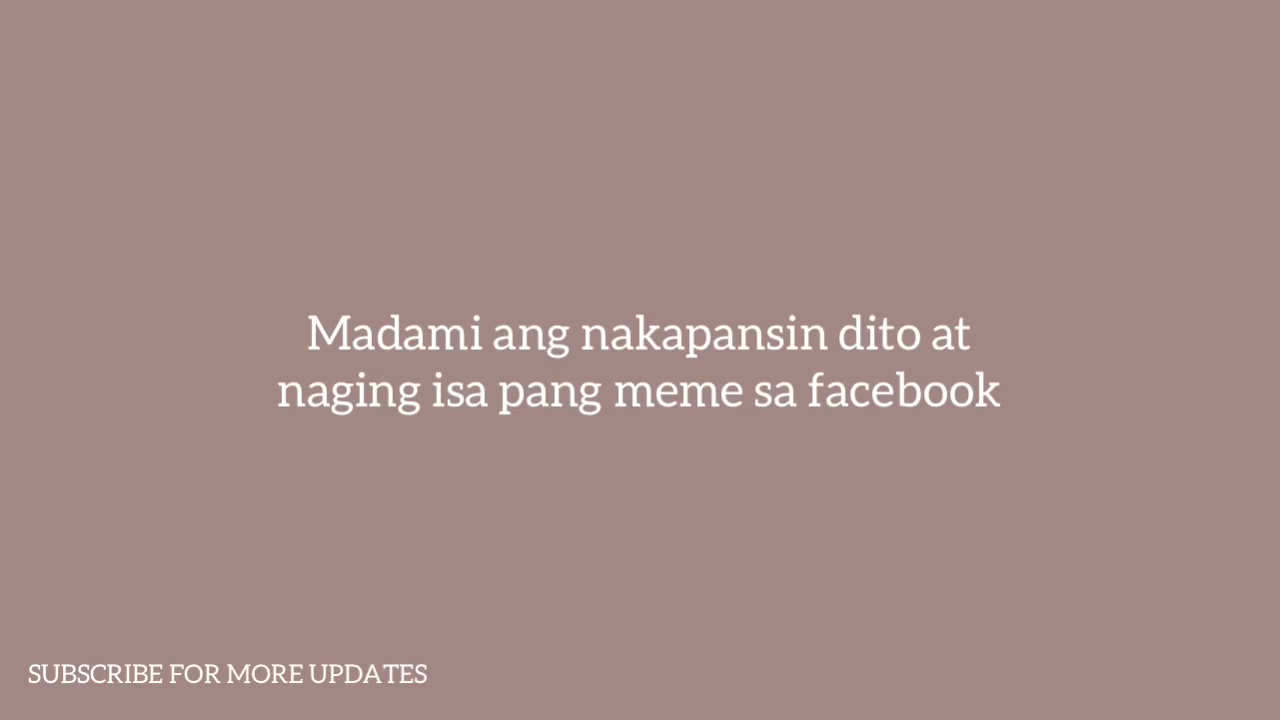 Madami ang nakapansin dito at
naging isa pang meme sa facebook
SUBSCRIBE FOR MORE UPDATES